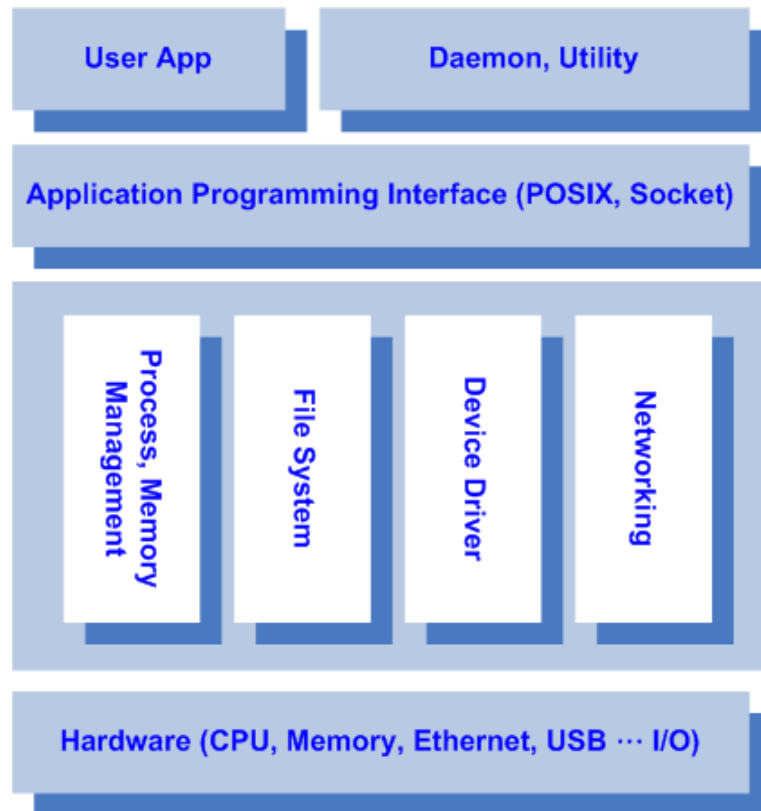 User App
Daemon, Utility
Application Programming Interface (POSIX, Socket)
Process, Memory
Management
File System
Device Driver
Networking
Hardware (CPU, Memory, Ethernet, USB ··· I/O)